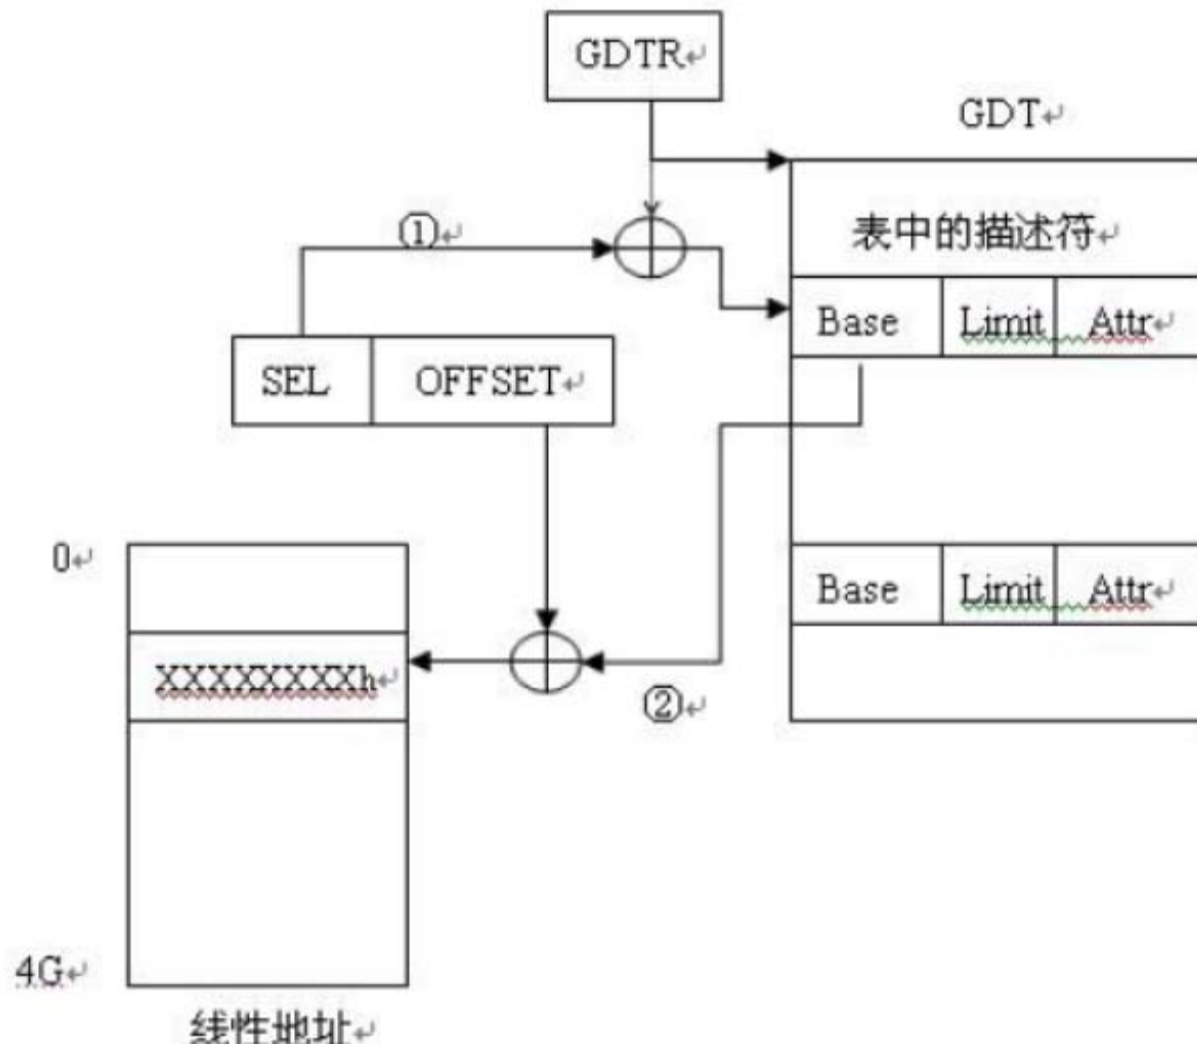 GDTR
GDT
①
表中的描述符
Base Limit Attr
SEL OFFSET
0
Base Limit Attr
XXXXXXXXh
②
4G
线性地址